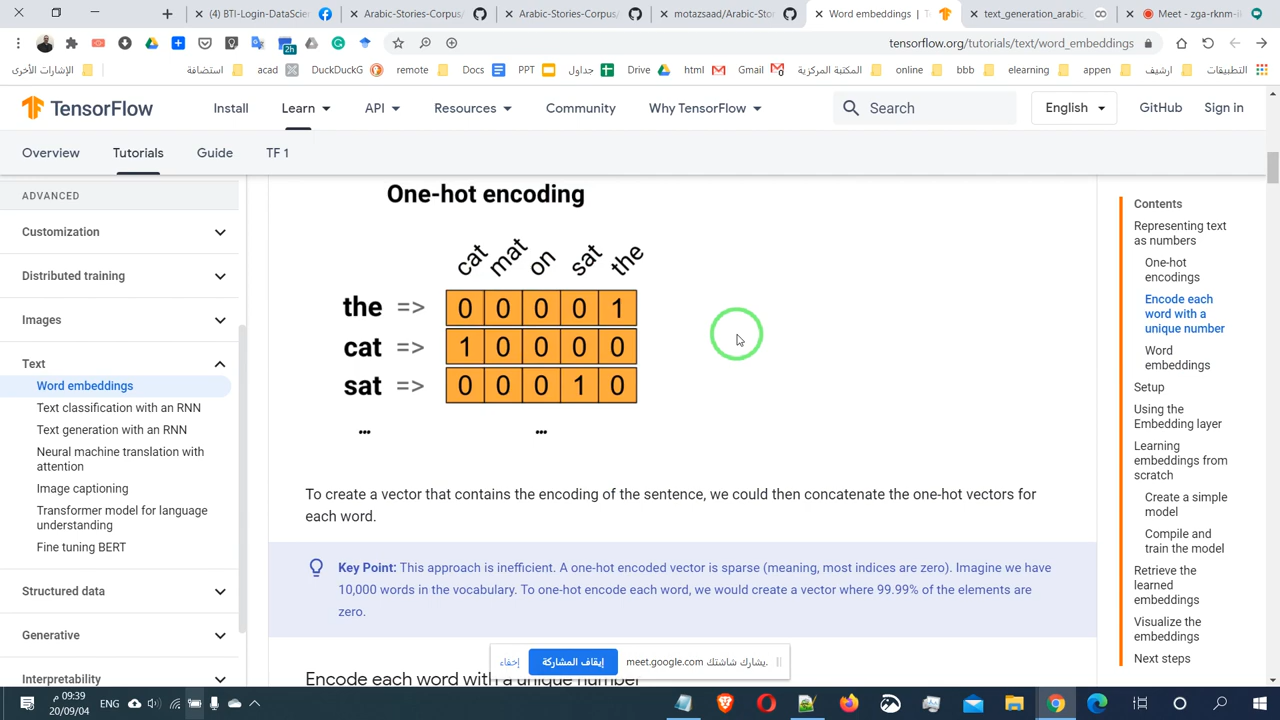 (4) BTI-Login-DataScie
Arabic-Stories-Corpus/
Arabic-Stories-Corpus/
motazsaad/Arabic-Stor
Word embeddings | T
text_generation_arabic_
Meet - zga-rknm-i
2h
tensorflow.org/tutorials/text/word_embeddings
الإشارات الأخرى
استضافة
acad
DuckDuckG
remote
Docs
PPT
جداول
Drive
html
Gmail
المكتبة المركزية
online
bbb
elearning
appen
ارشيف
التطبيقات
TensorFlow
Install
Learn
API
Resources
Community
Why TensorFlow
Search
English
GitHub
Sign in
Overview
Tutorials
Guide
TF 1
ADVANCED
Customization
Distributed training
Images
Text
Word embeddings
Text classification with an RNN
Text generation with an RNN
Neural machine translation with
attention
Image captioning
Transformer model for language
understanding
Fine tuning BERT
Structured data
Generative
Interpretability
One-hot encoding
cat mat on sat the
the => 0 0 0 0 1
cat => 1 0 0 0 0
sat => 0 0 0 1 0
... ...
To create a vector that contains the encoding of the sentence, we could then concatenate the one-hot vectors for
each word.
Key Point: This approach is inefficient. A one-hot encoded vector is sparse (meaning, most indices are zero). Imagine we have
10,000 words in the vocabulary. To one-hot encode each word, we would create a vector where 99.99% of the elements are
zero.
Encode each word with a unique number
Contents
Representing text
as numbers
One-hot
encodings
Encode each
word with a
unique number
Word
embeddings
Setup
Using the
Embedding layer
Learning
embeddings from
scratch
Create a simple
model
Compile and
train the model
Retrieve the
learned
embeddings
Visualize the
embeddings
Next steps
إخفاء
إيقاف المشاركة
يشارك شاشتك meet.google.com.
09:39 م
20/09/04
ENG